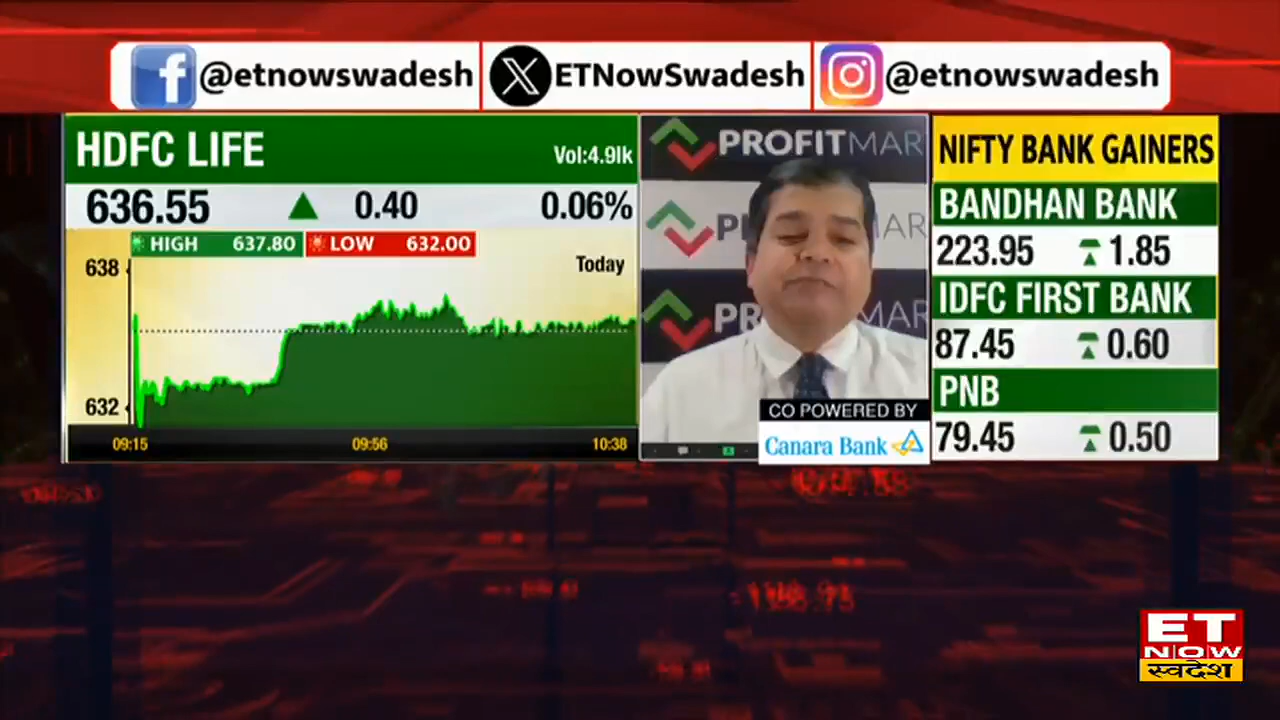 @etnowswadesh
ETNowSwadesh
@etnowswadesh
HDFC LIFE
Vol:4.9lk
636.55 0.40 0.06%
HIGH 637.80 LOW 632.00
Today
638
632
09:15 09:56 10:38
PROFITMAR
AR
AR
CO POWERED BY
Canara Bank
NIFTY BANK GAINERS
BANDHAN BANK
223.95 1.85
IDFC FIRST BANK
87.45 0.60
PNB
79.45 0.50
ET
NOW
स्वदेश